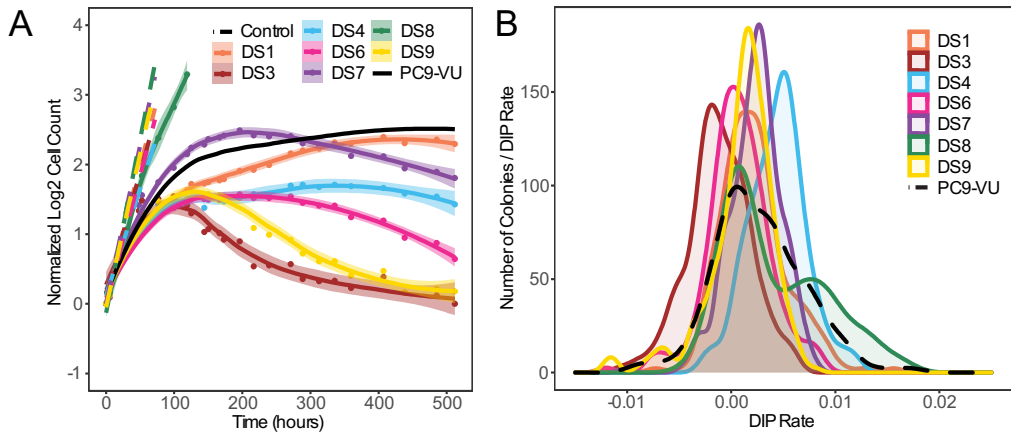 A
Normalized Log2 Cell Count
4
3
2
1
0
-1
0 100 200 300 400 500
Time (hours)
Control DS4 DS8
DS1 DS6 DS9
DS3 DS7 PC9-VU
B
Number of Colonies / DIP Rate
150
100
50
0
-0.01 0.00 0.01 0.02
DIP Rate
DS1
DS3
DS4
DS6
DS7
DS8
DS9
PC9-VU